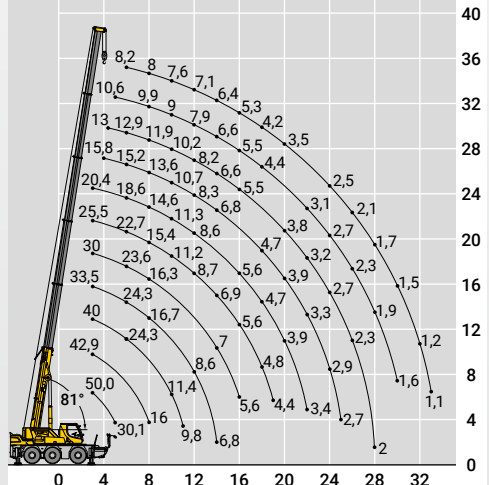 40
8,2 8 7,6 7,1 6,4 5,3 4,2 3,5 2,5 2,1 1,7 1,5 1,2 1,1
36
10,6 9,9 9 7,9 6,6 5,5 4,4 3,1 2,7 2,3 1,9 1,6
32
13 12,9 11,9 10,2 8,2 6,6 5,5 3,8 3,2 2,7 2,3 2
28
15,8 15,2 13,6 10,7 8,3 6,8 4,7 3,9 3,3 2,9 2,7
24
20,4 18,6 14,6 11,3 8,6 5,6 4,7 3,9 3,4
20
25,5 22,7 15,4 11,2 8,7 6,9 5,6 4,8 4,4
16
30 23,6 16,3 7 5,6
33,5 24,3 16,7 8,6 6,8
12
40 24,3 11,4 9,8
42,9 16
8
81° 50,0 30,1
4
0
0 4 8 12 16 20 24 28 32